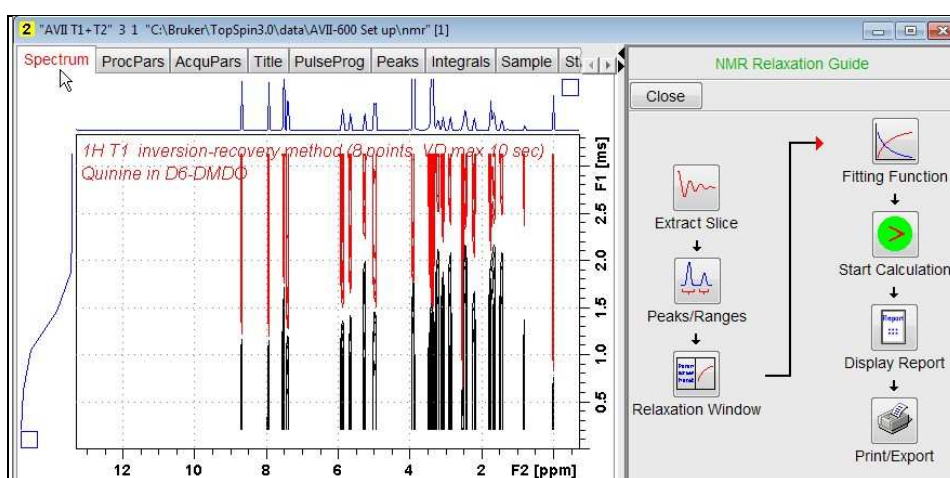 2 "AVII T1+T2" 3 1 "C:\Bruker\TopSpin3.0\data\AVII-600 Set up\nmr" [1]
Spectrum ProcPars AcquPars Title PulseProg Peaks Integrals Sample St
1H T1 inversion-recovery method (8 points, VD max 10 sec)
Quinine in D6-DMDO
F1 [ms]
2.5
2.0
1.5
1.0
0.5
12 10 8 6 4 2 F2 [ppm]
NMR Relaxation Guide
Close
Extract Slice
Peaks/Ranges
Relaxation Window
Fitting Function
Start Calculation
Report
Display Report
Print/Export